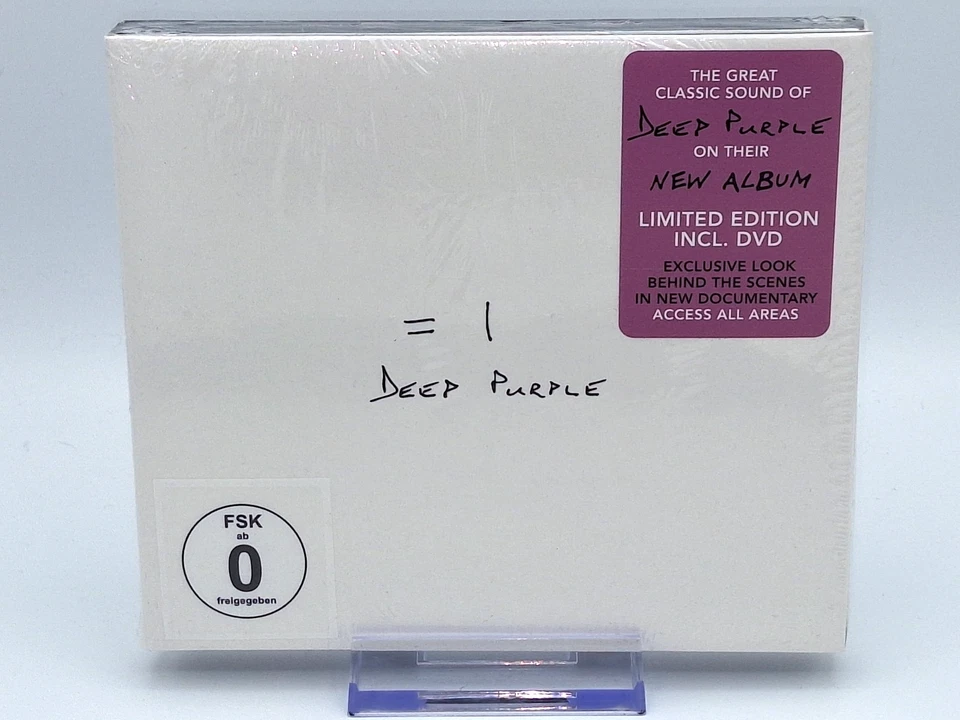 THE GREAT
CLASSIC SOUND OF
DEEP PURPLE
ON THEIR
NEW ALBUM
LIMITED EDITION
INCL. DVD
EXCLUSIVE LOOK
BEHIND THE SCENES
IN NEW DOCUMENTARY
ACCESS ALL AREAS
= 1
DEEP PURPLE
FSK
ab
0
freigegeben